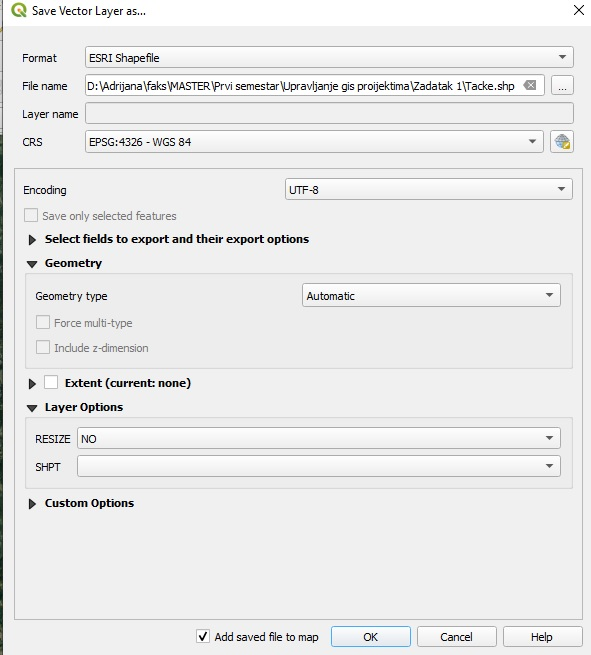 Save Vector Layer as...
Format ESRI Shapefile
File name D:\Adrijana\faks\MASTER\Prvi semestar\Upravljanje gis proijektima\Zadatak 1\Tacke.shp ...
Layer name
CRS EPSG:4326 - WGS 84
Encoding UTF-8
Save only selected features
Select fields to export and their export options
Geometry
Geometry type Automatic
Force multi-type
Include z-dimension
Extent (current: none)
Layer Options
RESIZE NO
SHPT
Custom Options
Add saved file to map OK Cancel Help